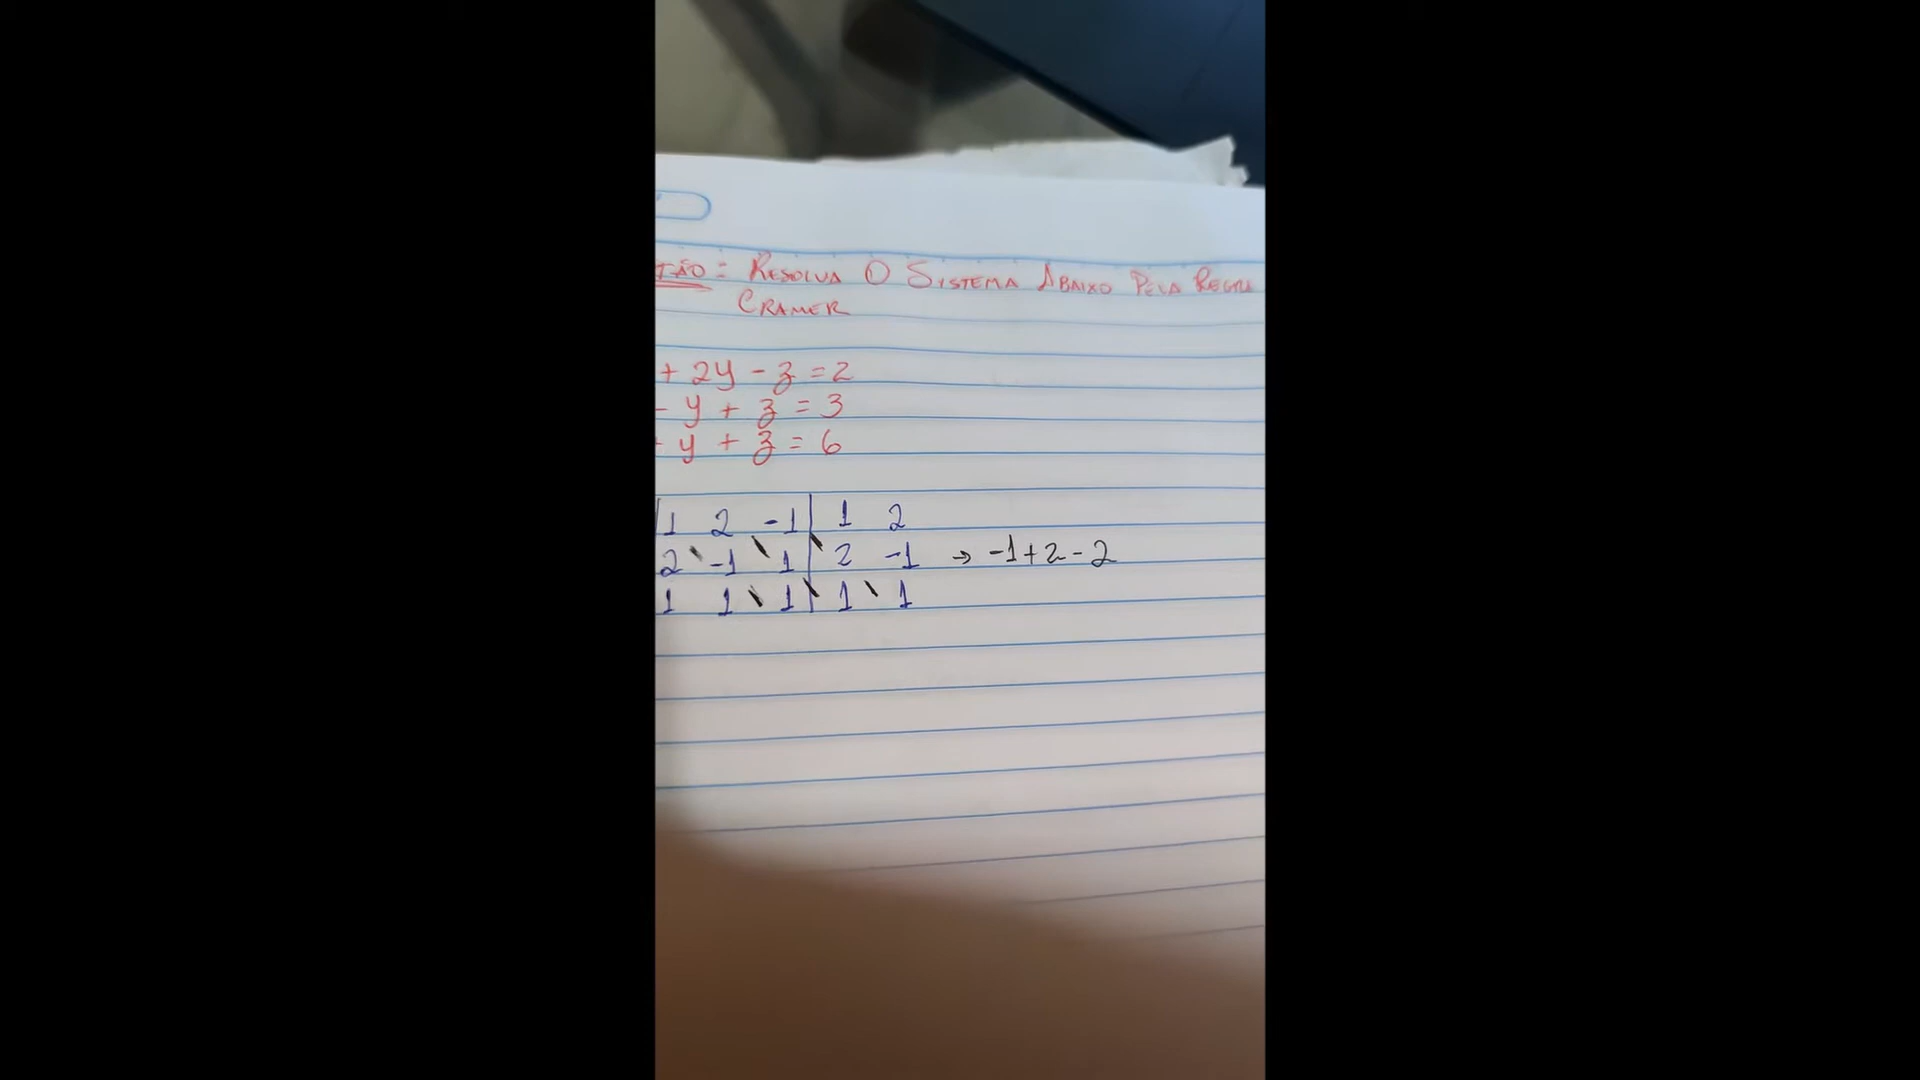 TÃO: RESOLVA O SISTEMA ABAIXO PELA REGRA
CRAMER
+ 2y - z = 2
- y + z = 3
+ y + z = 6
1 2 -1 | 1 2
2 -1 1 | 2 -1 → -1+2-2
1 1 1 | 1 1